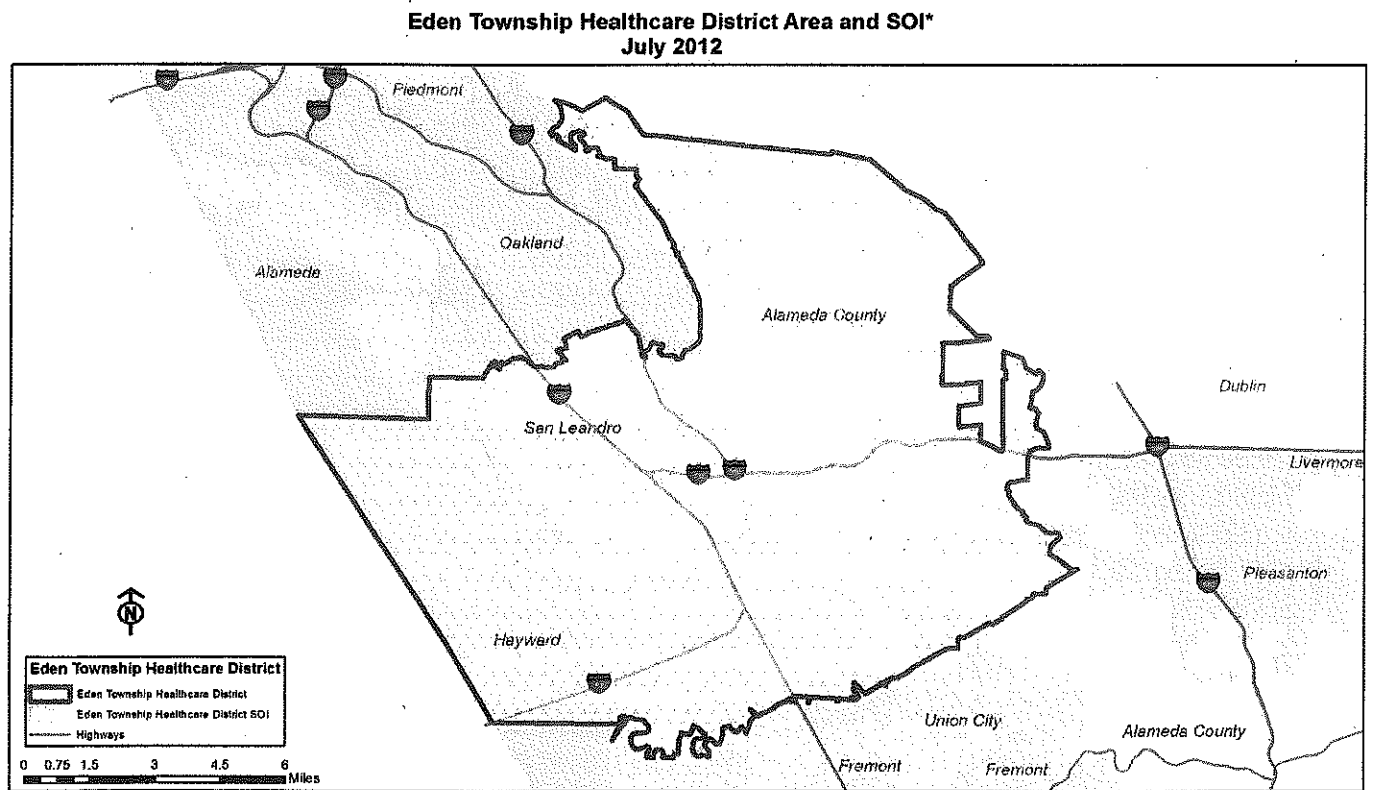 Eden Township Healthcare District Area and SOI*
July 2012
Piedmont
Oakland
Alameda
Alameda County
Dublin
San Leandro
Livermore
Pleasanton
Hayward
Union City
Alameda County
Fremont
Fremont
N
Eden Township Healthcare District
Eden Township Healthcare District
Eden Township Healthcare District SOI
Highways
0 0.75 1.5 3 4.5 6
Miles